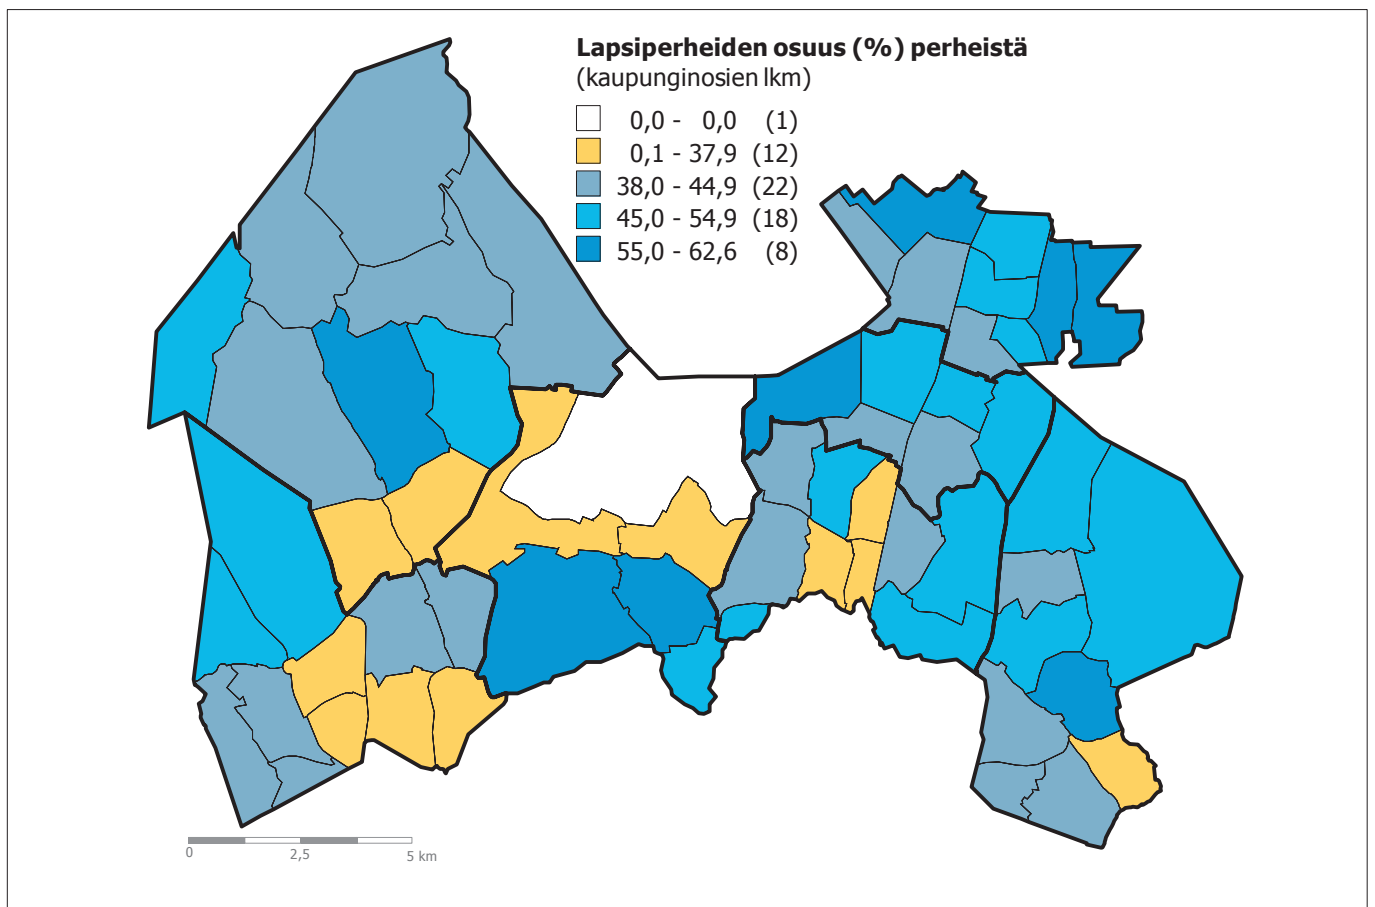 Lapsiperheiden osuus (%) perheistä
(kaupunginosien lkm)
0,0 - 0,0 (1)
0,1 - 37,9 (12)
38,0 - 44,9 (22)
45,0 - 54,9 (18)
55,0 - 62,6 (8)
0 2,5 5 km